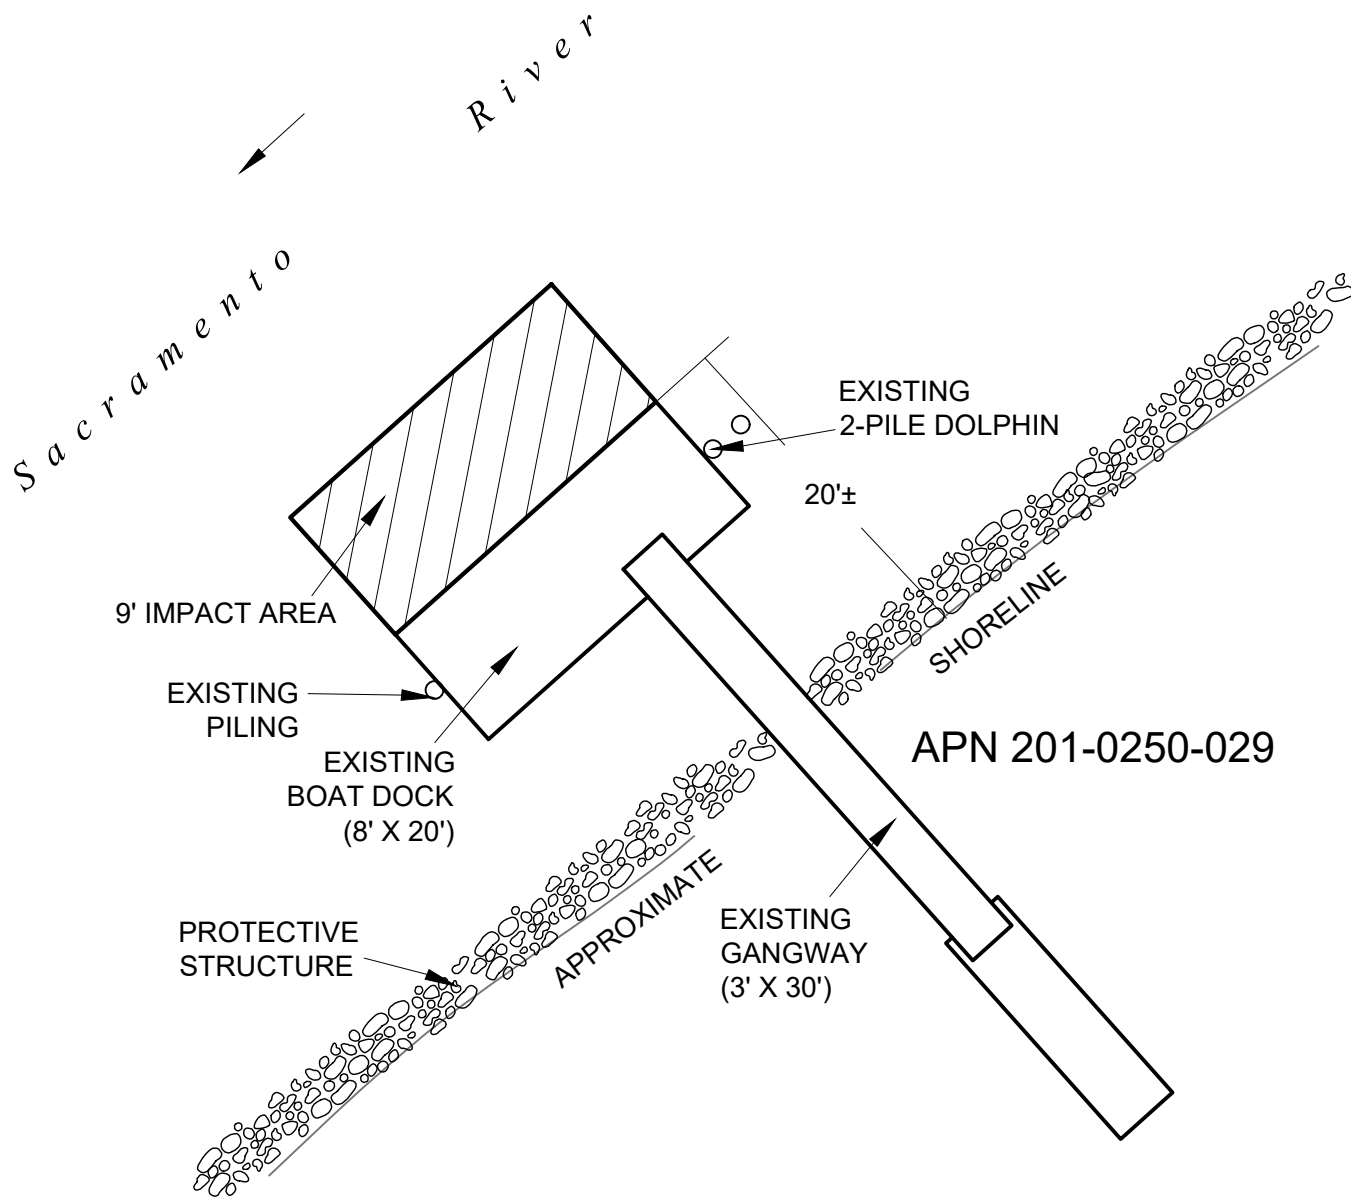 Sacramento River
EXISTING
2-PILE DOLPHIN
20'±
9' IMPACT AREA
EXISTING
PILING
EXISTING
BOAT DOCK
(8' X 20')
APPROXIMATE SHORELINE
APN 201-0250-029
PROTECTIVE
STRUCTURE
EXISTING
GANGWAY
(3' X 30')